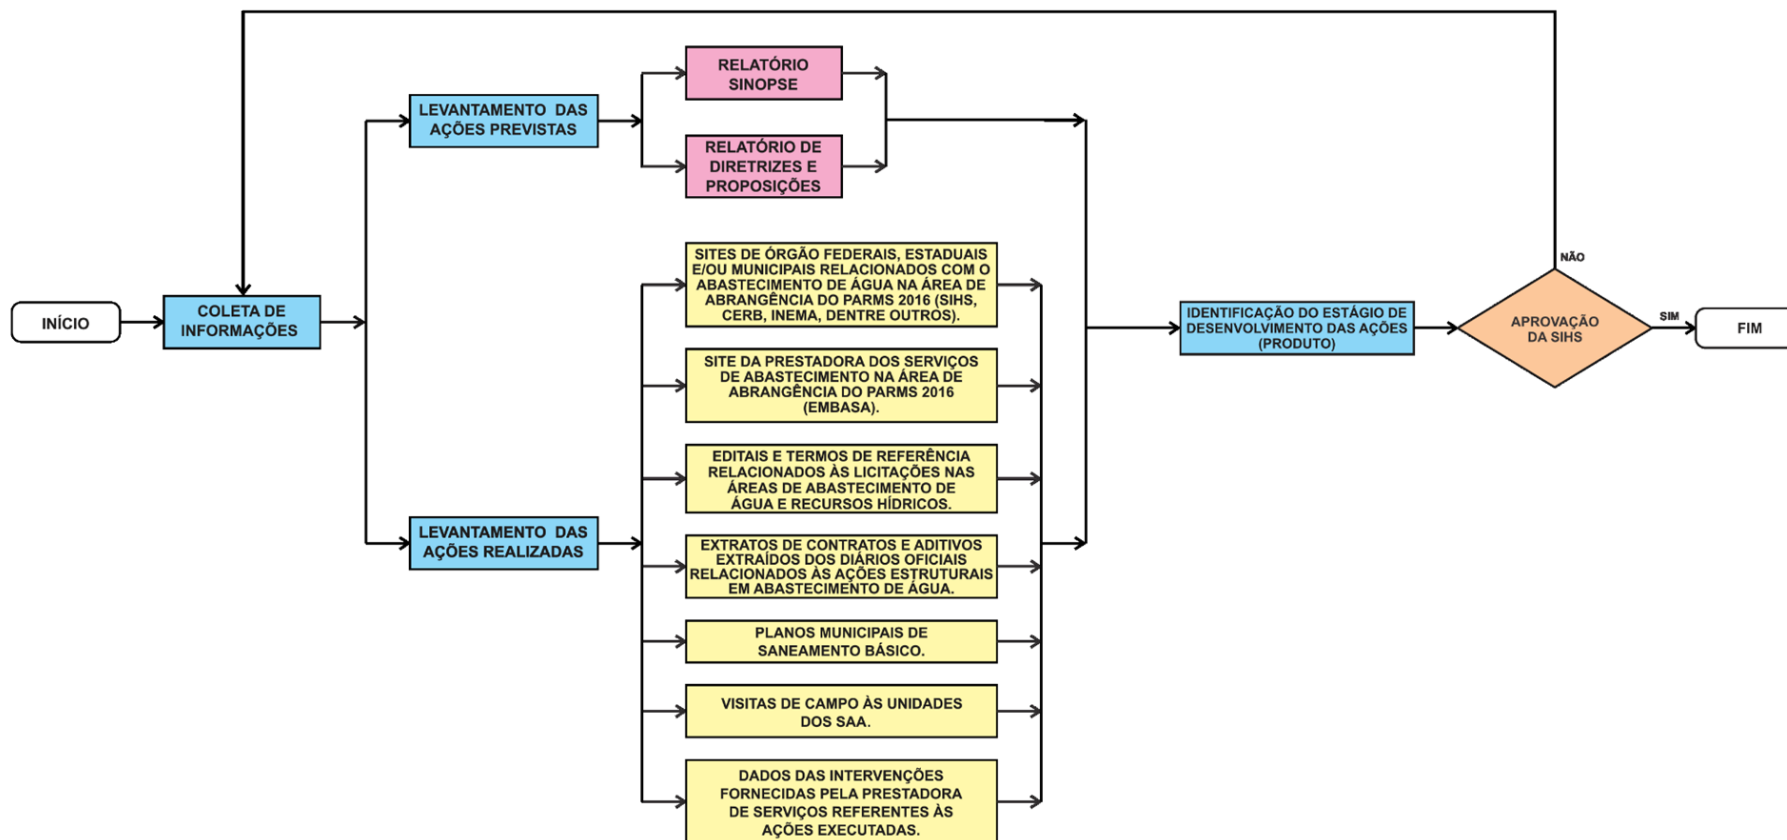 INÍCIO
COLETA DE
INFORMAÇÕES
LEVANTAMENTO DAS
AÇÕES PREVISTAS
RELATÓRIO
SINOPSE
RELATÓRIO DE
DIRETRIZES E
PROPOSIÇÕES
LEVANTAMENTO DAS
AÇÕES REALIZADAS
SITES DE ÓRGÃO FEDERAIS, ESTADUAIS
E/OU MUNICIPAIS RELACIONADOS COM O
ABASTECIMENTO DE ÁGUA NA ÁREA DE
ABRANGÊNCIA DO PARMS 2016 (SIHS,
CERB, INEMA, DENTRE OUTROS).
SITE DA PRESTADORA DOS SERVIÇOS
DE ABASTECIMENTO NA ÁREA DE
ABRANGÊNCIA DO PARMS 2016
(EMBASA).
EDITAIS E TERMOS DE REFERÊNCIA
RELACIONADOS ÀS LICITAÇÕES NAS
ÁREAS DE ABASTECIMENTO DE
ÁGUA E RECURSOS HÍDRICOS.
EXTRATOS DE CONTRATOS E ADITIVOS
EXTRAÍDOS DOS DIÁRIOS OFICIAIS
RELACIONADOS ÀS AÇÕES ESTRUTURAIS
EM ABASTECIMENTO DE ÁGUA.
PLANOS MUNICIPAIS DE
SANEAMENTO BÁSICO.
VISITAS DE CAMPO ÀS UNIDADES
DOS SAA.
DADOS DAS INTERVENÇÕES
FORNECIDAS PELA PRESTADORA
DE SERVIÇOS REFERENTES ÀS
AÇÕES EXECUTADAS.
IDENTIFICAÇÃO DO ESTÁGIO DE
DESENVOLVIMENTO DAS AÇÕES
(PRODUTO)
APROVAÇÃO
DA SIHS
NÃO
SIM
FIM